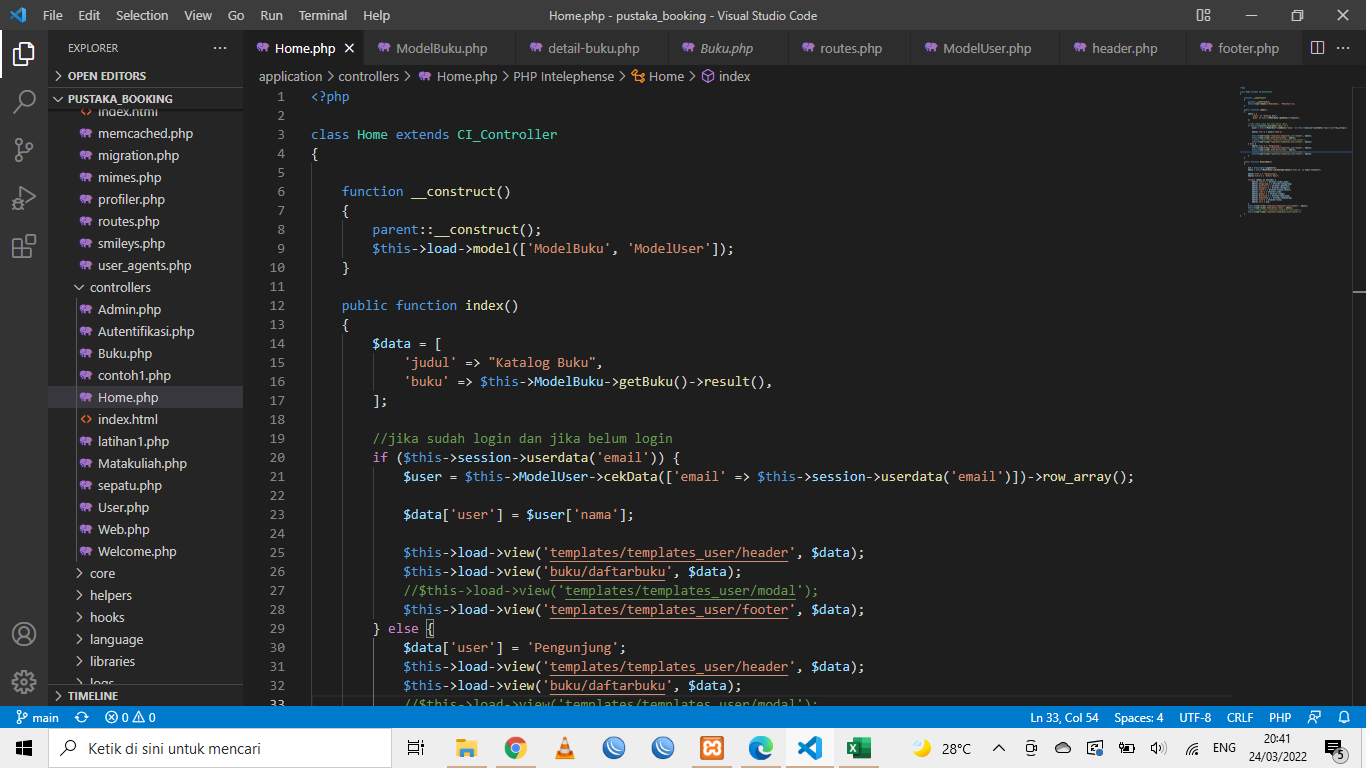 File Edit Selection View Go Run Terminal Help
Home.php - pustaka_booking - Visual Studio Code
EXPLORER
OPEN EDITORS
PUSTAKA_BOOKING
index.html
memcached.php
migration.php
mimes.php
profiler.php
routes.php
smileys.php
user_agents.php
controllers
Admin.php
Autentifikasi.php
Buku.php
contoh1.php
Home.php
index.html
latihan1.php
Matakuliah.php
sepatu.php
User.php
Web.php
Welcome.php
core
helpers
hooks
language
libraries
logs
TIMELINE
Home.php ModelBuku.php detail-buku.php Buku.php routes.php ModelUser.php header.php footer.php
application > controllers > Home.php > PHP Intelephense > Home > index
1 <?php
2
3 class Home extends CI_Controller
4 {
5
6 function __construct()
7 {
8 parent::__construct();
9 $this->load->model(['ModelBuku', 'ModelUser']);
10 }
11
12 public function index()
13 {
14 $data = [
15 'judul' => "Katalog Buku",
16 'buku' => $this->ModelBuku->getBuku()->result(),
17 ];
18
19 //jika sudah login dan jika belum login
20 if ($this->session->userdata('email')) {
21 $user = $this->ModelUser->cekData(['email' => $this->session->userdata('email')])->row_array();
22
23 $data['user'] = $user['nama'];
24
25 $this->load->view('templates/templates_user/header', $data);
26 $this->load->view('buku/daftarbuku', $data);
27 //$this->load->view('templates/templates_user/modal');
28 $this->load->view('templates/templates_user/footer', $data);
29 } else {
30 $data['user'] = 'Pengunjung';
31 $this->load->view('templates/templates_user/header', $data);
32 $this->load->view('buku/daftarbuku', $data);
33 //$this->load->view('templates/templates_user/modal');
main 0 0 Ln 33, Col 54 Spaces: 4 UTF-8 CRLF PHP
Ketik di sini untuk mencari
28°C
ENG
20:41
24/03/2022
5